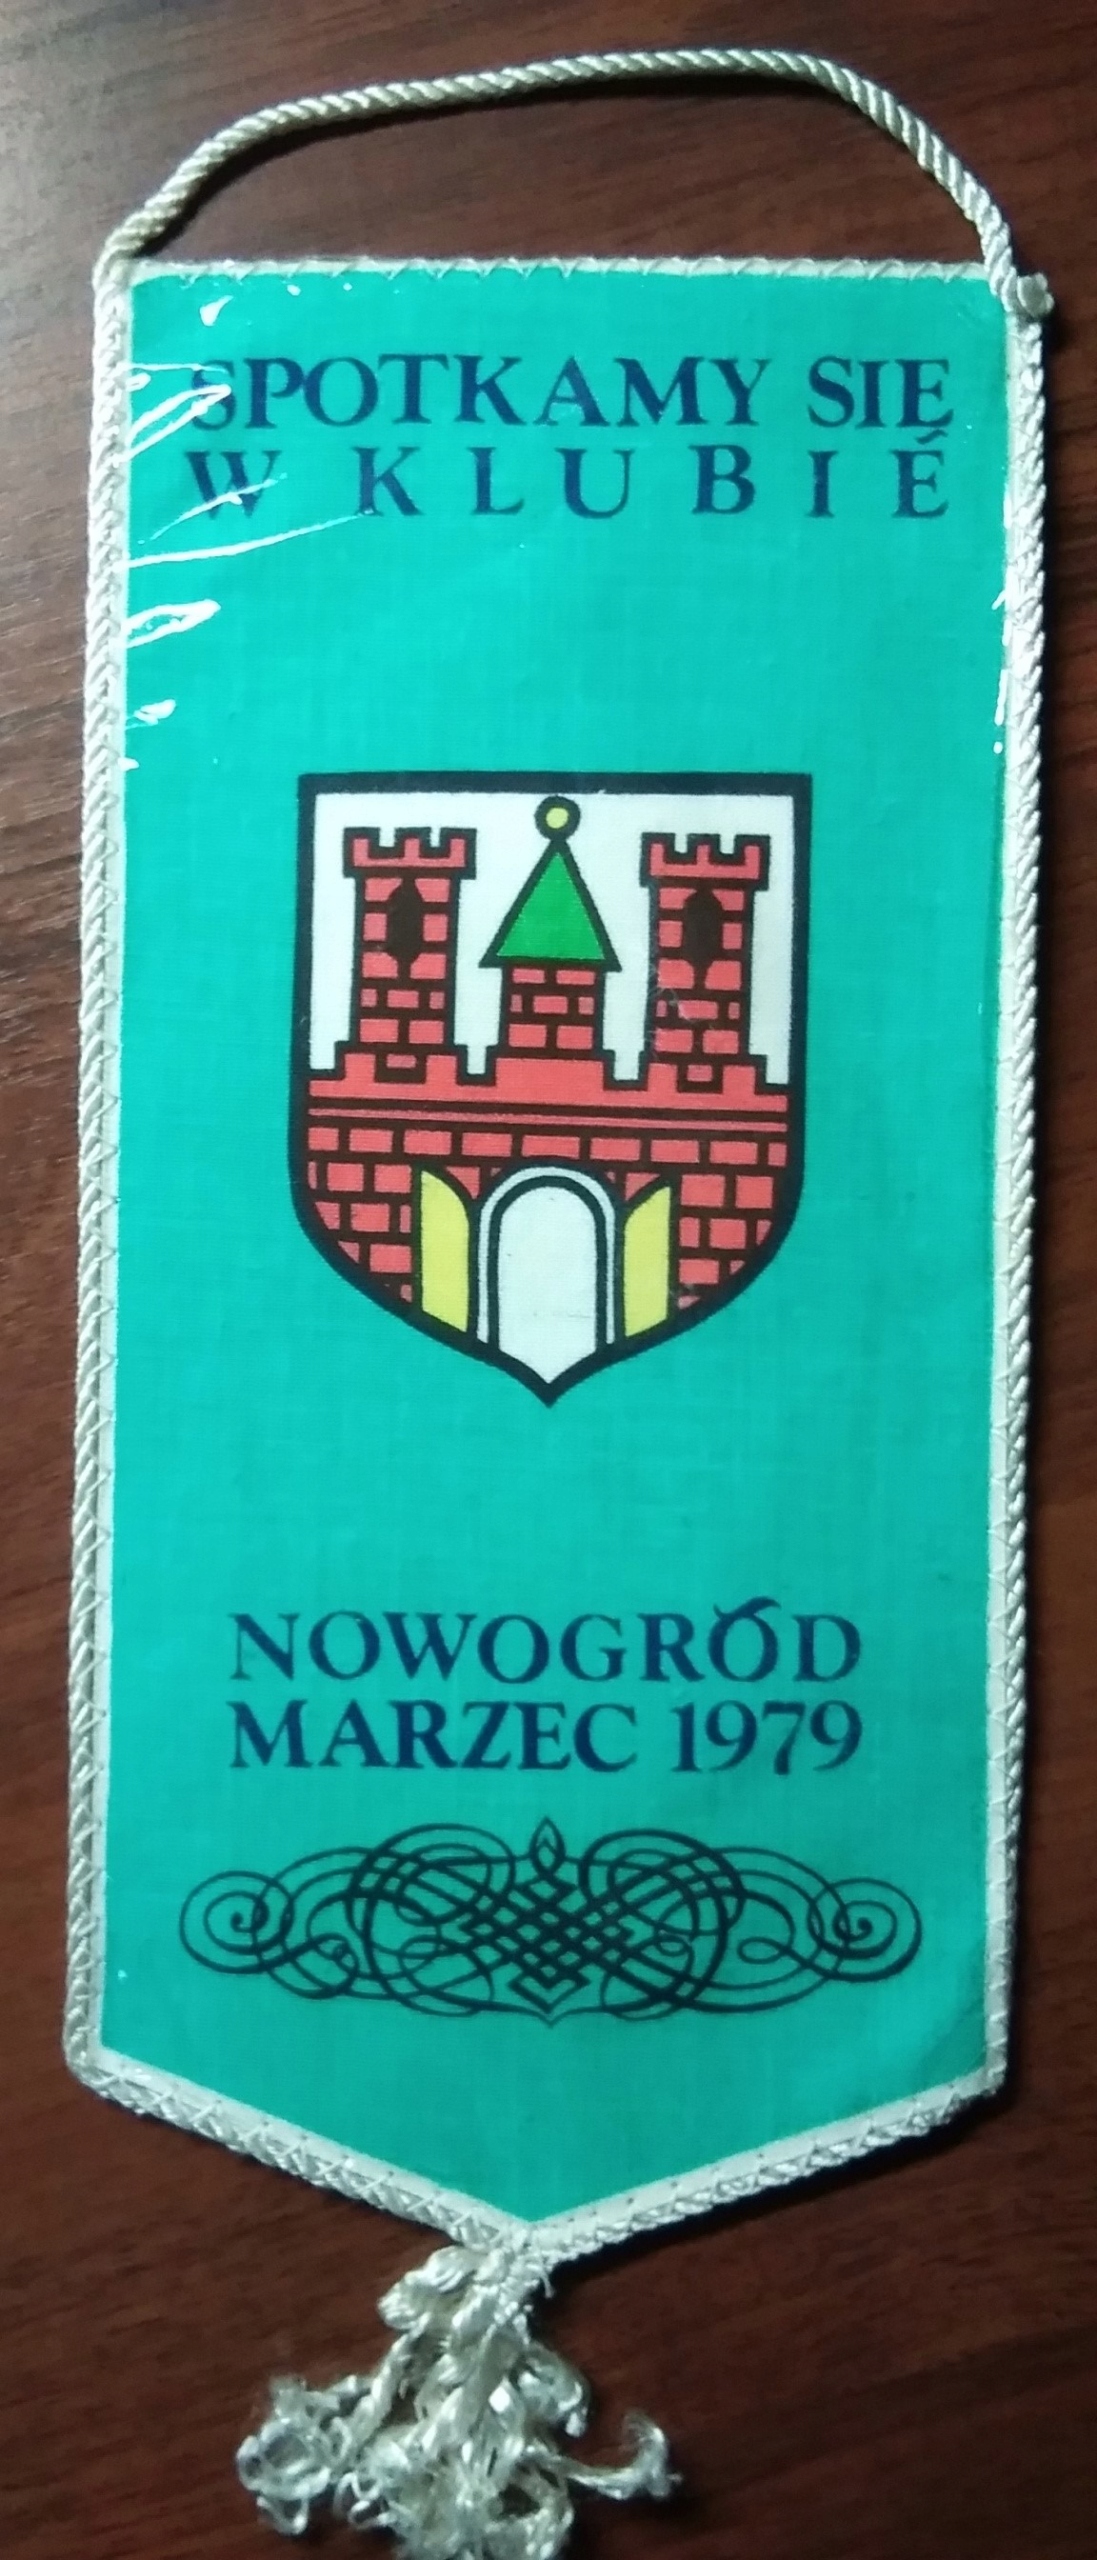 SPOTKAMY SIĘ
W KLUBIE
NOWOGRÓD
MARZEC 1979